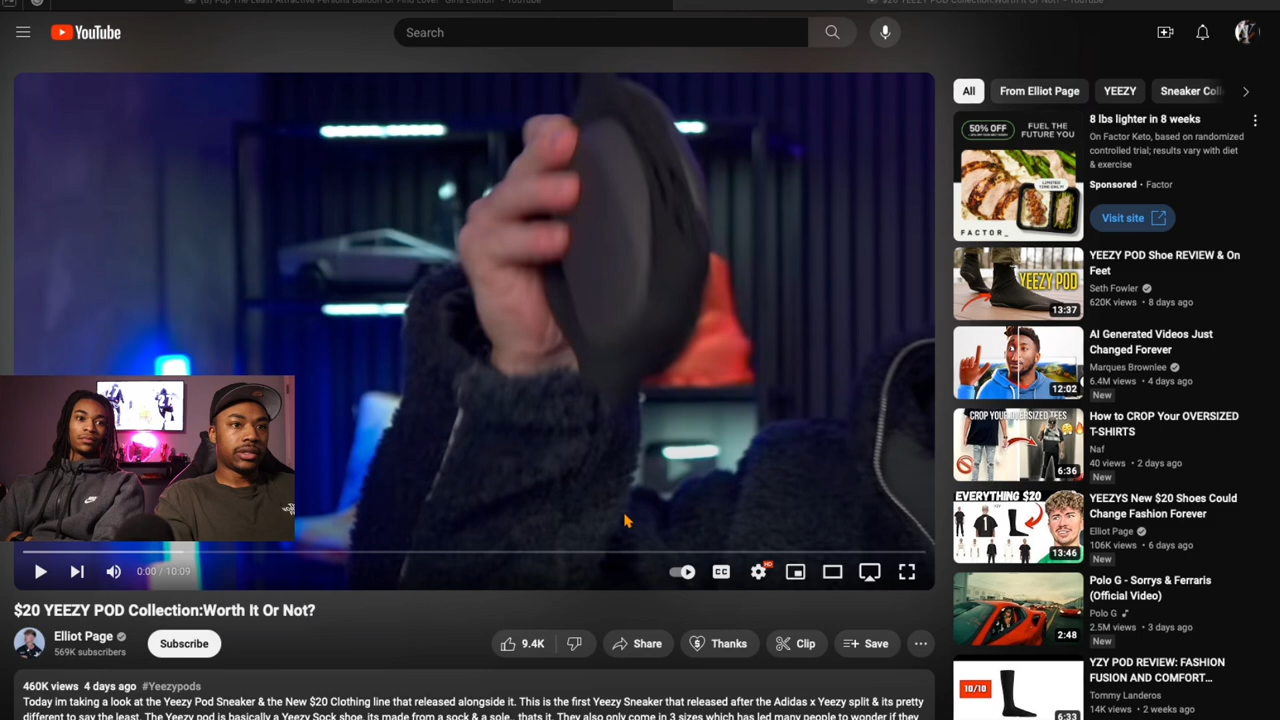 YouTube
Search
All
From Elliot Page
YEEZY
Sneaker Coll
50% OFF
FUEL THE
FUTURE YOU
LIMITED
TIME ONLY!
FACTOR_
8 lbs lighter in 8 weeks
On Factor Keto, based on randomized
controlled trial; results vary with diet
& exercise
Sponsored · Factor
Visit site
YEEZY POD
13:37
YEEZY POD Shoe REVIEW & On
Feet
Seth Fowler
620K views • 8 days ago
12:02
AI Generated Videos Just
Changed Forever
Marques Brownlee
6.4M views • 4 days ago
New
CROP YOUR OVERSIZED TEES
6:36
How to CROP Your OVERSIZED
T-SHIRTS
Naf
40 views • 2 days ago
New
EVERYTHING $20
13:46
YEEZYS New $20 Shoes Could
Change Fashion Forever
Elliot Page
106K views • 6 days ago
New
2:48
Polo G - Sorrys & Ferraris
(Official Video)
Polo G
2.5M views • 3 days ago
New
10/10
6:33
YZY POD REVIEW: FASHION
FUSION AND COMFORT...
Tommy Landeros
14K views • 2 weeks ago
0:00 / 10:09
CC
HD
$20 YEEZY POD Collection:Worth It Or Not?
Elliot Page
569K subscribers
Subscribe
9.4K
Share
Thanks
Clip
Save
460K views 4 days ago #Yeezypods
Today im taking a look at the Yeezy Pod Sneaker & the New $20 Clothing line that released alongside it. This is the first Yeezy Sneaker that released after the Adidas x Yeezy split & its pretty
different to say the least. The Yeezy pod is basically a Yeezy Sock shoe, its made from a sock & a sole.. thats it. They also only come in 3 sizes which has led many people to wonder if they